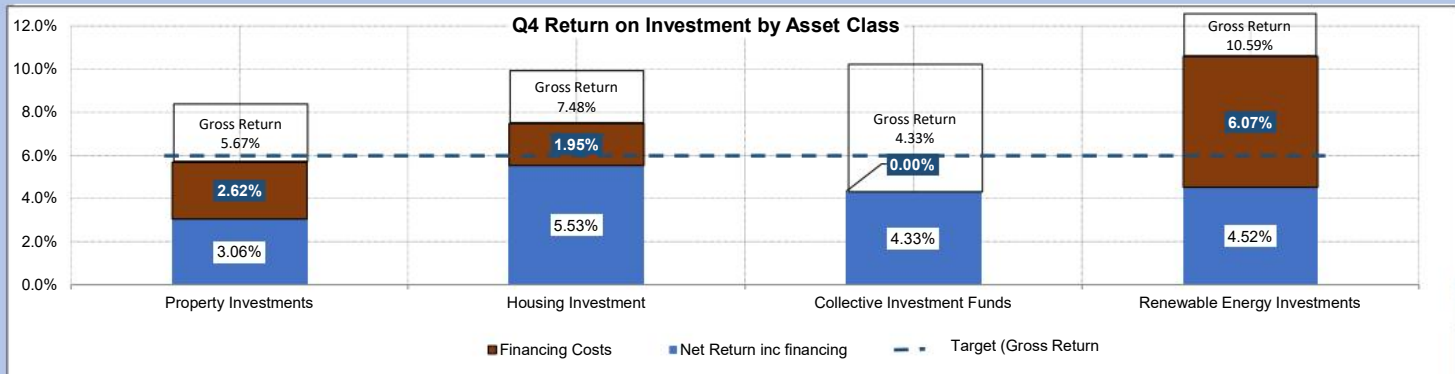 Q4 Return on Investment by Asset Class
12.0%
10.0%
8.0%
6.0%
4.0%
2.0%
0.0%
Gross Return
5.67%
2.62%
3.06%
Gross Return
7.48%
1.95%
5.53%
Gross Return
4.33%
0.00%
4.33%
Gross Return
10.59%
6.07%
4.52%
Property Investments
Housing Investment
Collective Investment Funds
Renewable Energy Investments
Financing Costs
Net Return inc financing
Target (Gross Return